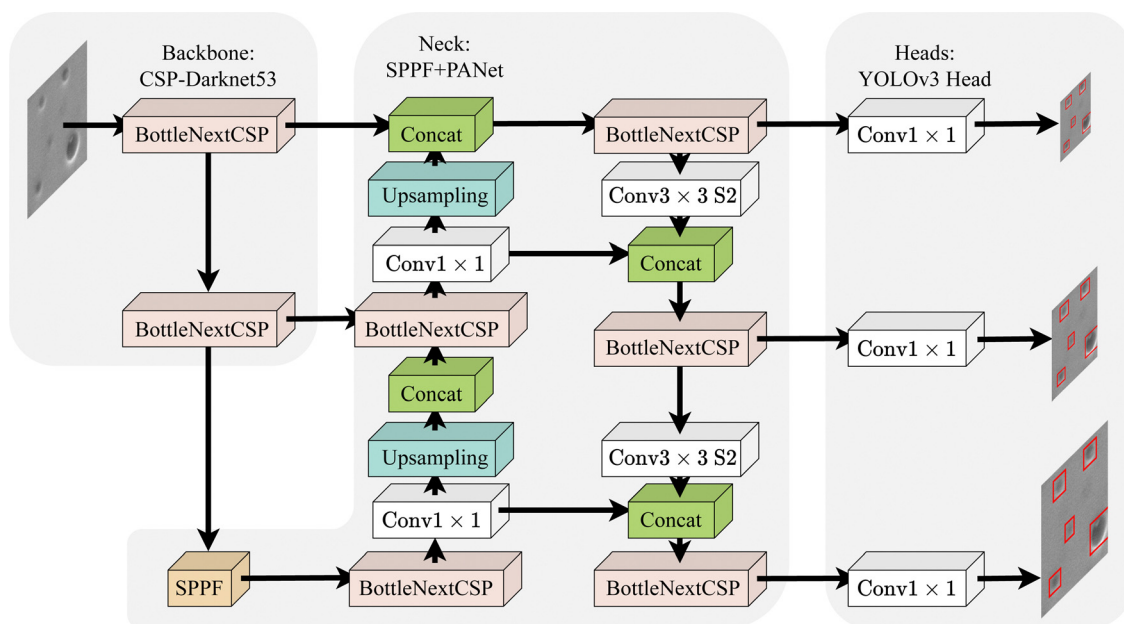 Backbone:
CSP-Darknet53
Neck:
SPPF+PANet
Heads:
YOLOv3 Head
BottleNextCSP
Concat
BottleNextCSP
Conv1 × 1
Upsampling
Conv3 × 3 S2
Conv1 × 1
Concat
BottleNextCSP
BottleNextCSP
BottleNextCSP
Conv1 × 1
Concat
Upsampling
Conv3 × 3 S2
Conv1 × 1
Concat
SPPF
BottleNextCSP
BottleNextCSP
Conv1 × 1